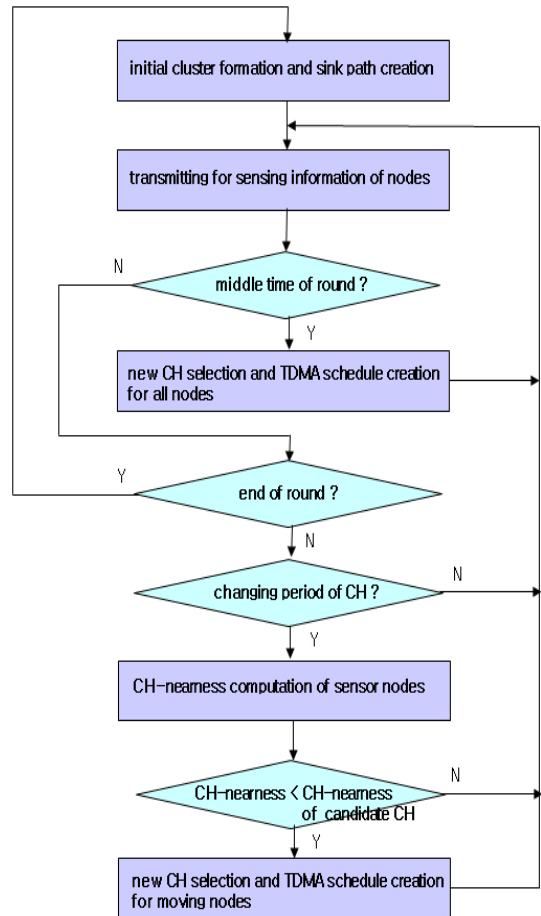 initial cluster formation and sink path creation
transmitting for sensing information of nodes
N
middle time of round ?
Y
new CH selection and TDMA schedule creation
for all nodes
Y
end of round ?
N
changing period of CH ?
N
Y
CH-nearness computation of sensor nodes
N
CH-nearness < CH-nearness
of candidate CH
Y
new CH selection and TDMA schedule creation
for moving nodes